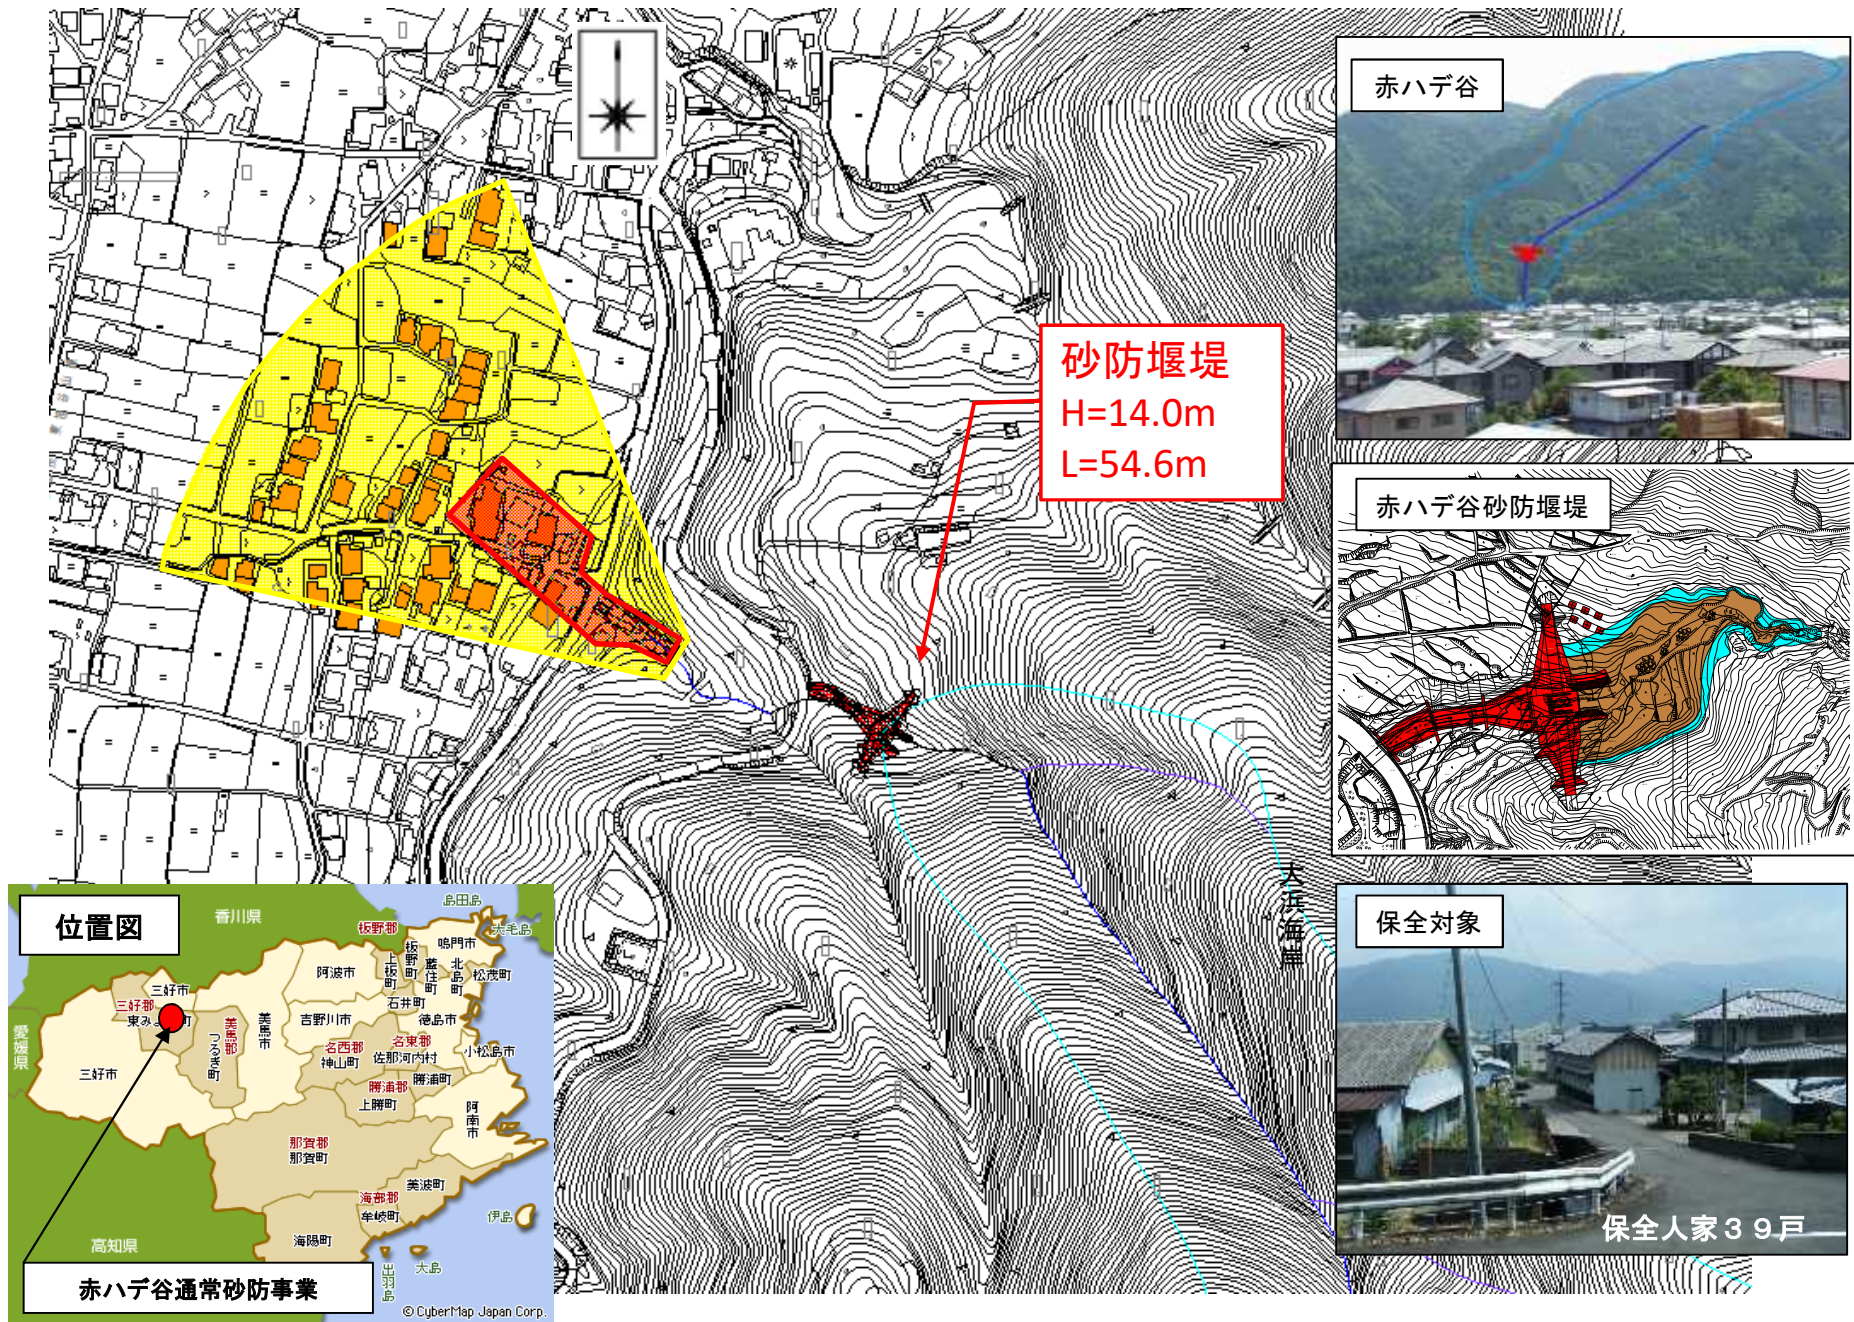 砂防堰堤
H=14.0m
L=54.6m
大浜海岸
赤ハデ谷
赤ハデ谷砂防堰堤
保全対象
保全人家39戸
位置図
香川県
愛媛県
高知県
島田島
大毛島
板野郡
鳴門市
板野町
上板町
藍住町
北島町
松茂町
阿波市
石井町
徳島市
吉野川市
名西郡
神山町
名東郡
佐那河内村
小松島市
勝浦郡
勝浦町
上勝町
阿南市
三好市
三好郡
美馬郡
つるぎ町
美馬市
三好市
那賀郡
那賀町
美波町
海部郡
牟岐町
海陽町
伊島
大島
出羽島
赤ハデ谷通常砂防事業
© CyberMap Japan Corp.